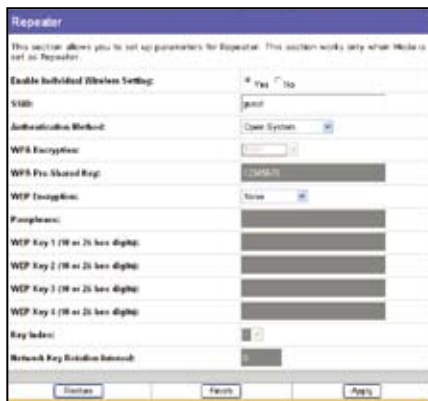 Repeater
This section allows you to set up parameters for Repeater. This section works only when Mode is
set as Repeater.
Enable Individual Wireless Setting:
Yes No
SSID:
guest
Authentication Method:
Open System
WPA Encryption:
WPA Pre-Shared Key:
12345678
WEP Encryption:
None
Passphrase:
WEP Key 1 (10 or 26 hex digits):
WEP Key 2 (10 or 26 hex digits):
WEP Key 3 (10 or 26 hex digits):
WEP Key 4 (10 or 26 hex digits):
Key Index:
Network Key Rotation Interval:
0
Restore
Finish
Apply